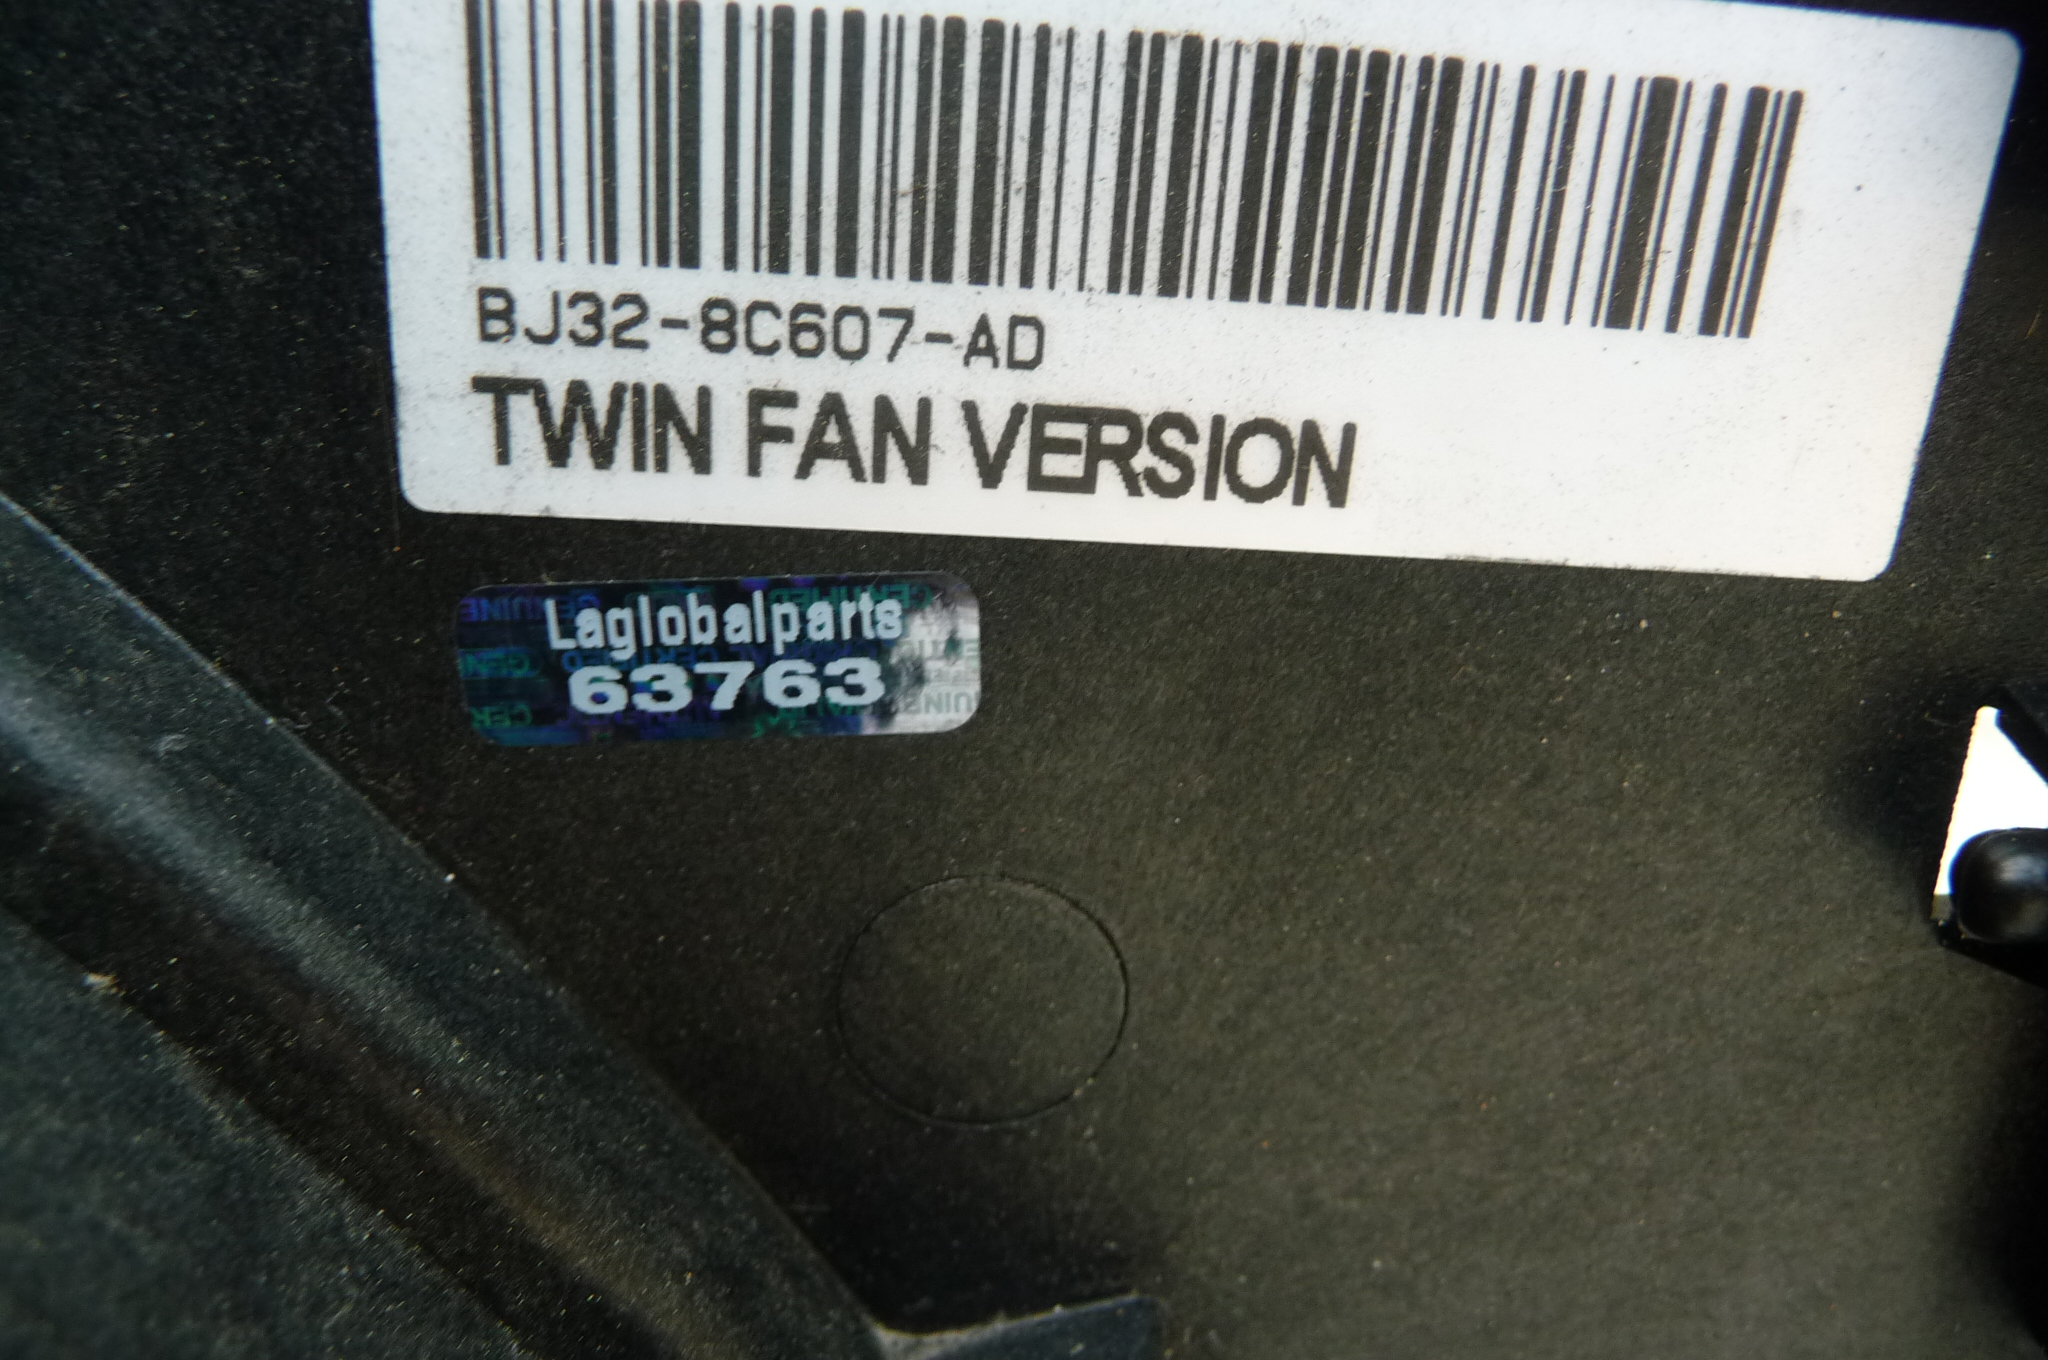 BJ32-8C607-AD
TWIN FAN VERSION
Laglobalparts
63763